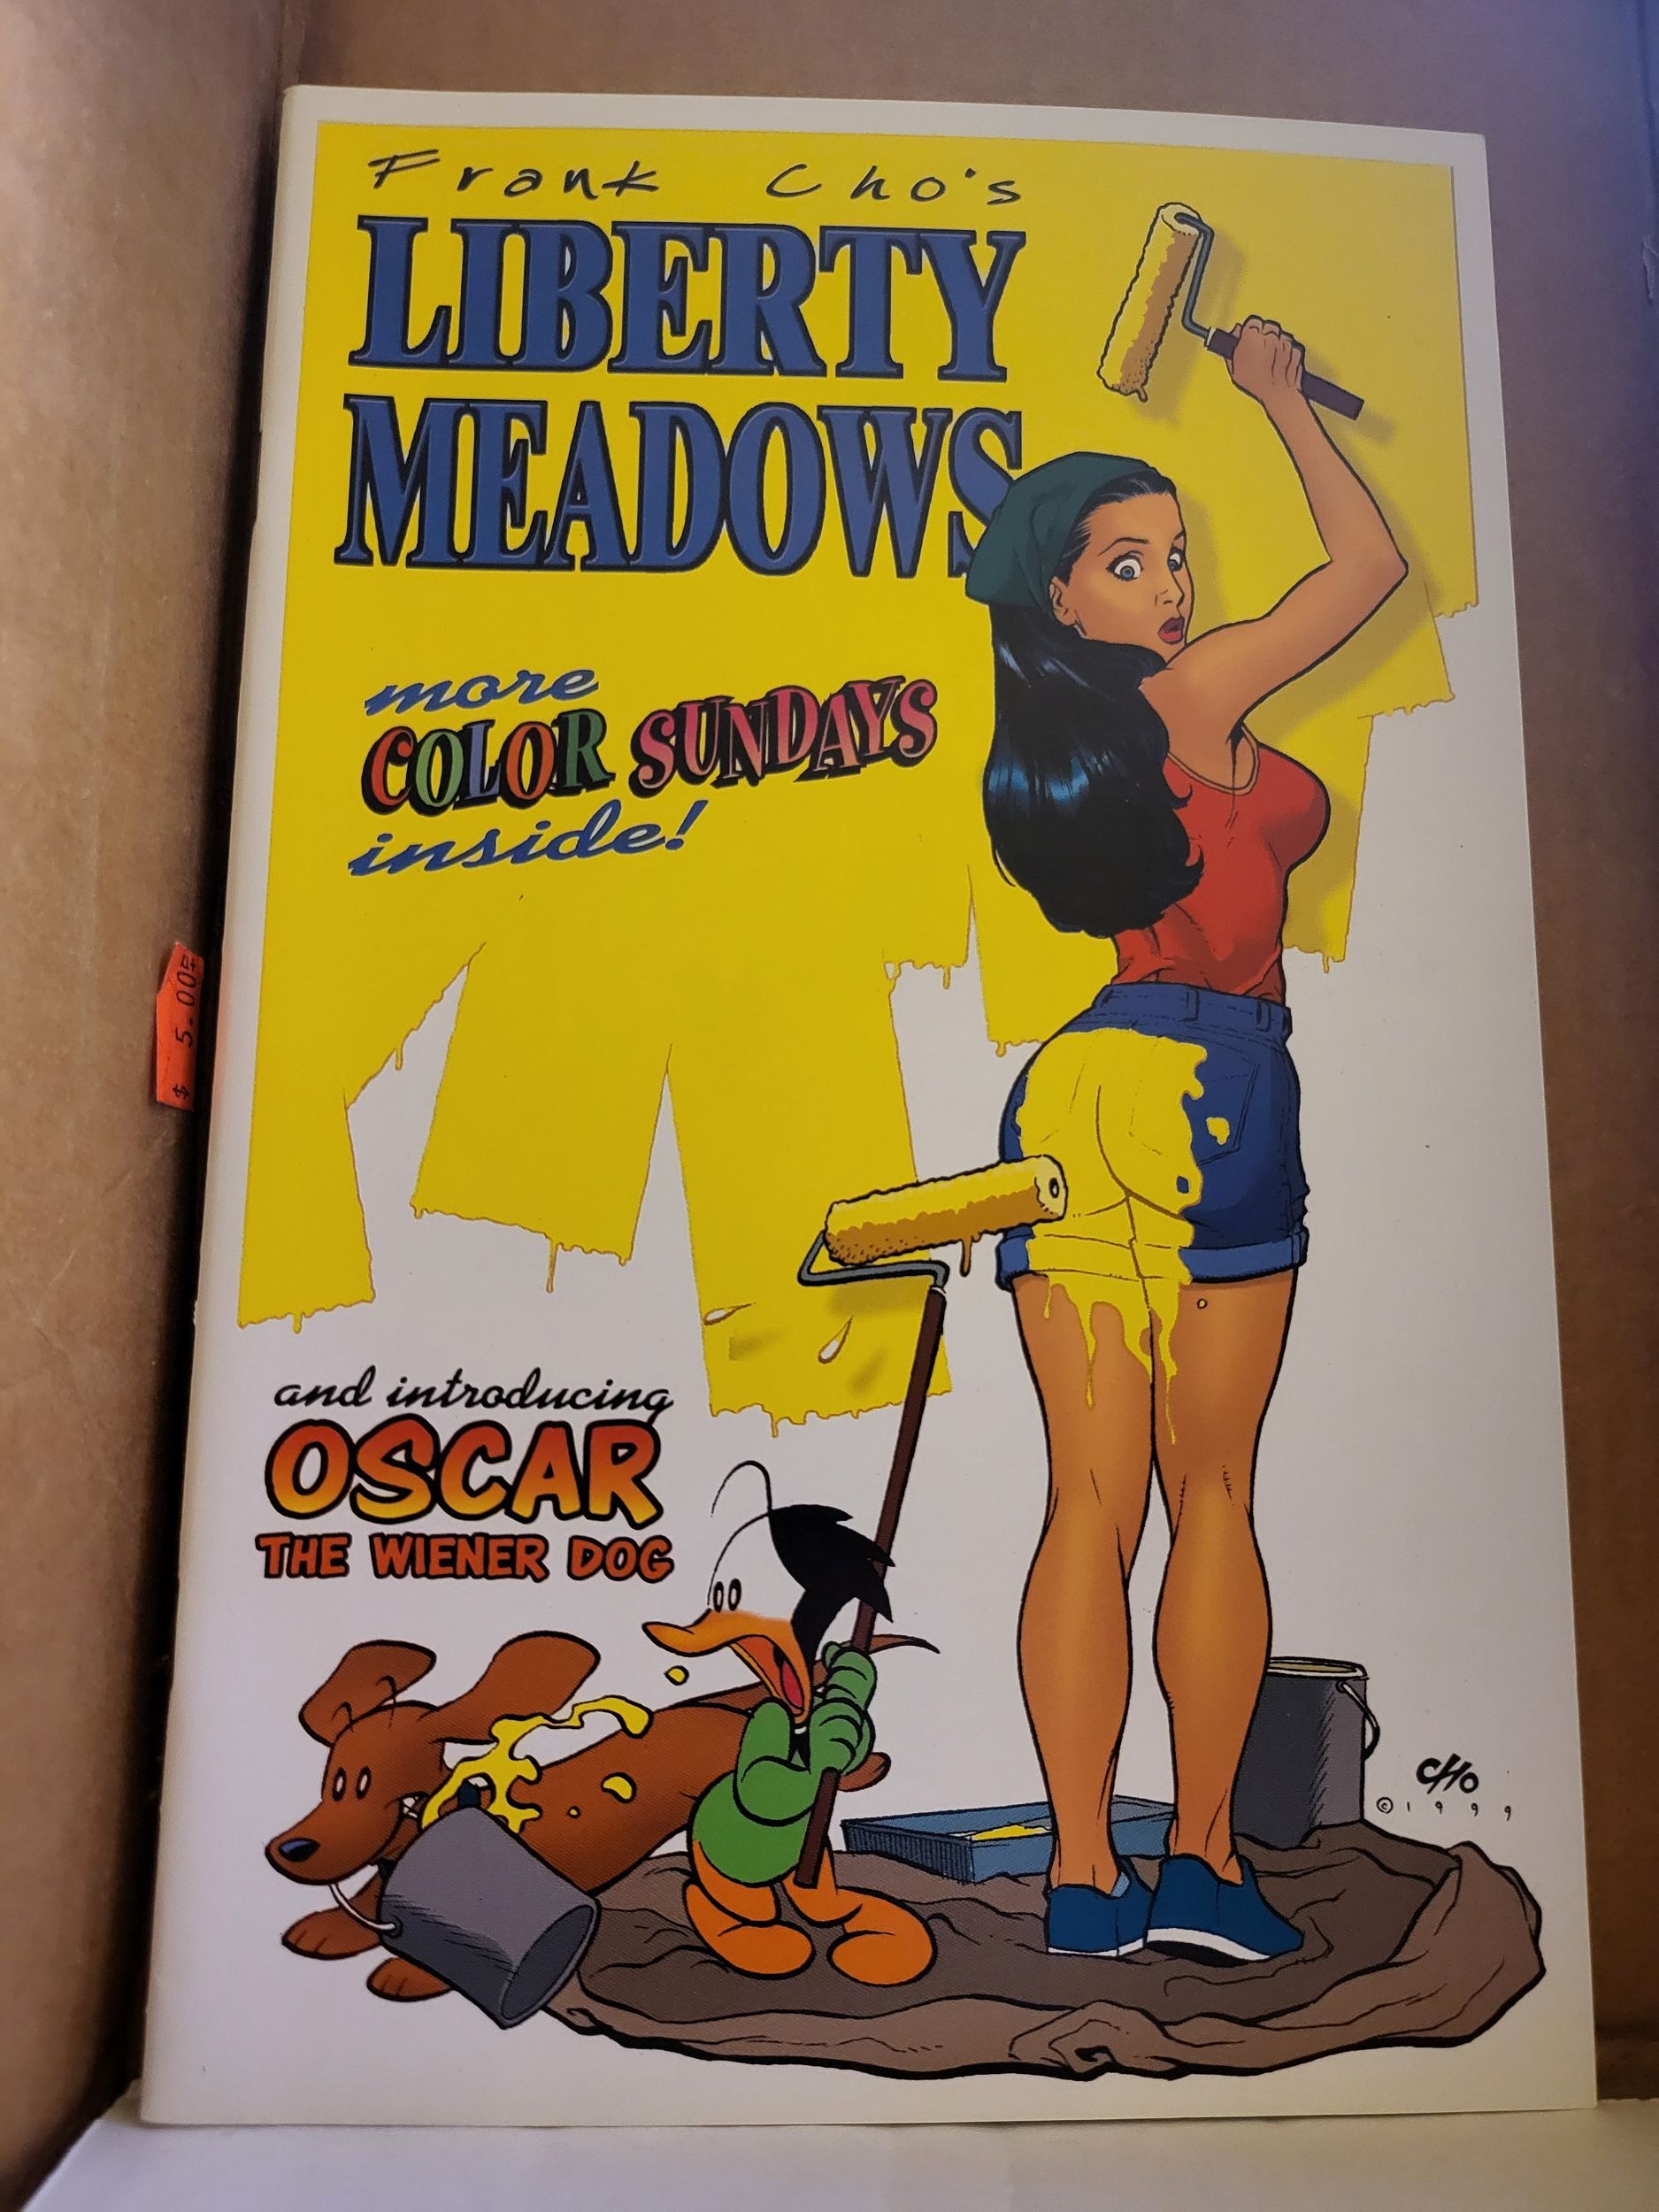 Frank Cho's
LIBERTY
MEADOWS
more
COLOR SUNDAYS
inside!
$ 5.00
and introducing
OSCAR
THE WIENER DOG
CHO
©1999